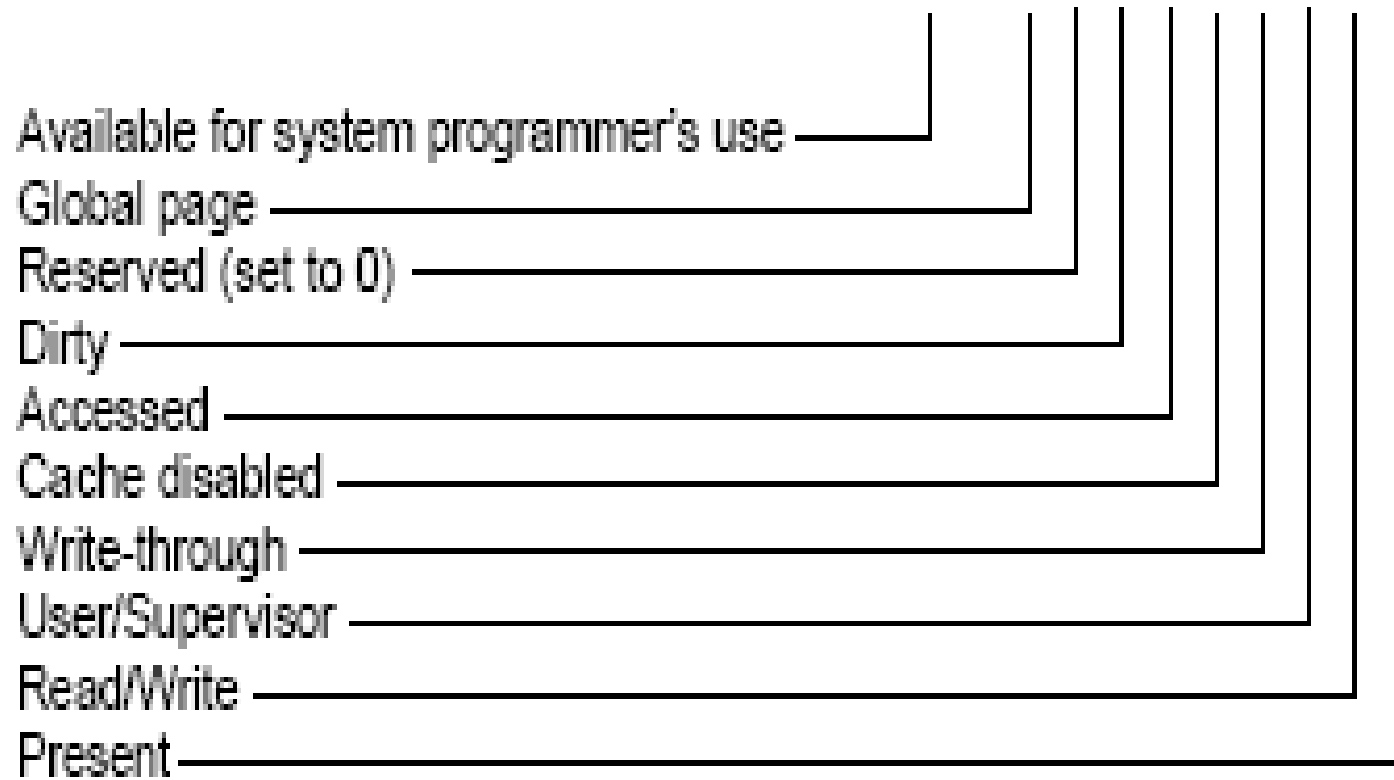 Available for system programmer's use
Global page
Reserved (set to 0)
Dirty
Accessed
Cache disabled
Write-through
User/Supervisor
Read/Write
Present